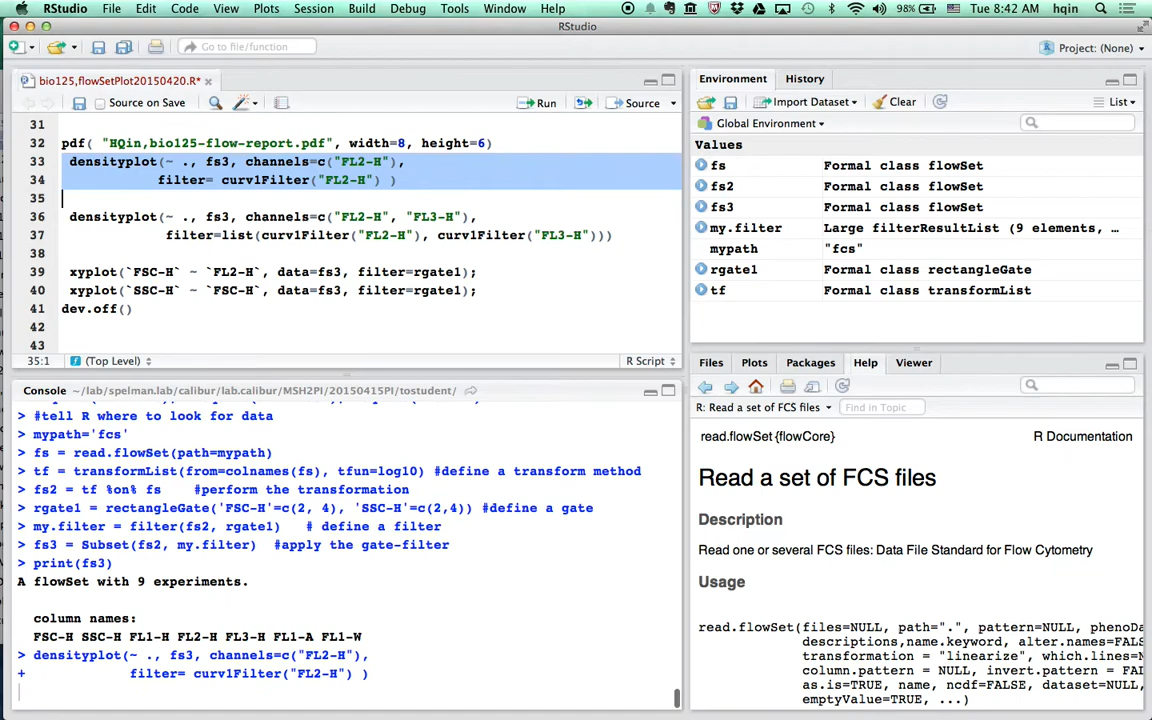 RStudio File Edit Code View Plots Session Build Debug Tools Window Help 98% Tue 8:42 AM hqin
RStudio
Go to file/function Project: (None)
bio125,flowSetPlot20150420.R*
Source on Save Run Source
31
32 pdf( "HQin,bio125-flow-report.pdf", width=8, height=6)
33 densityplot(~ ., fs3, channels=c("FL2-H"),
34 filter= curv1Filter("FL2-H") )
35
36 densityplot(~ ., fs3, channels=c("FL2-H", "FL3-H"),
37 filter=list(curv1Filter("FL2-H"), curv1Filter("FL3-H")))
38
39 xyplot(`FSC-H` ~ `FL2-H`, data=fs3, filter=rgate1);
40 xyplot(`SSC-H` ~ `FSC-H`, data=fs3, filter=rgate1);
41 dev.off()
42
43
35:1 (Top Level) R Script
Console ~/lab/spelman.lab/calibur/lab.calibur/MSH2PI/20150415PI/tostudent/
> #tell R where to look for data
> mypath='fcs'
> fs = read.flowSet(path=mypath)
> tf = transformList(from=colnames(fs), tfun=log10) #define a transform method
> fs2 = tf %on% fs #perform the transformation
> rgate1 = rectangleGate('FSC-H'=c(2, 4), 'SSC-H'=c(2,4)) #define a gate
> my.filter = filter(fs2, rgate1) # define a filter
> fs3 = Subset(fs2, my.filter) #apply the gate-filter
> print(fs3)
A flowSet with 9 experiments.
column names:
FSC-H SSC-H FL1-H FL2-H FL3-H FL1-A FL1-W
> densityplot(~ ., fs3, channels=c("FL2-H"),
+ filter= curv1Filter("FL2-H") )
Environment History
Import Dataset Clear List
Global Environment
Values
fs Formal class flowSet
fs2 Formal class flowSet
fs3 Formal class flowSet
my.filter Large filterResultList (9 elements, …
mypath "fcs"
rgate1 Formal class rectangleGate
tf Formal class transformList
Files Plots Packages Help Viewer
R: Read a set of FCS files Find in Topic
read.flowSet {flowCore} R Documentation
Read a set of FCS files
Description
Read one or several FCS files: Data File Standard for Flow Cytometry
Usage
read.flowSet(files=NULL, path=".", pattern=NULL, phenoDa
descriptions,name.keyword, alter.names=FALS
transformation = "linearize", which.lines=N
column.pattern = NULL, invert.pattern = FAL
as.is=TRUE, name, ncdf=FALSE, dataset=NULL,
emptyValue=TRUE, ...)